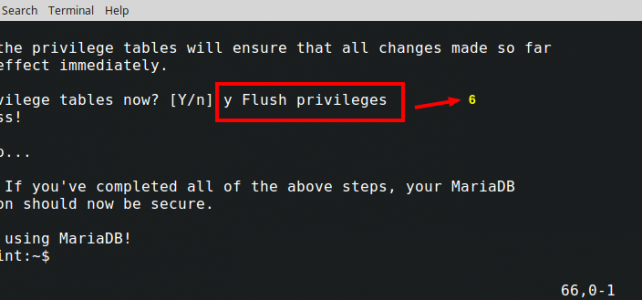 Search Terminal Help
the privilege tables will ensure that all changes made so far
effect immediately.
vilege tables now? [Y/n] y Flush privileges 6
ss!
o...
If you've completed all of the above steps, your MariaDB
on should now be secure.
using MariaDB!
int:~$
66,0-1